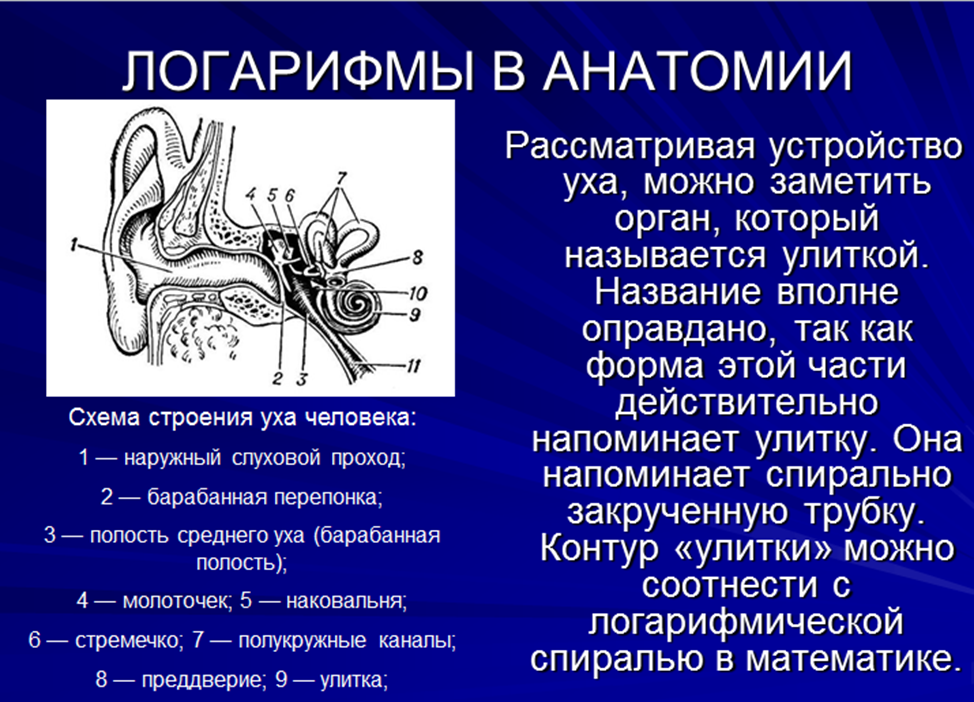 ЛОГАРИФМЫ В АНАТОМИИ
1
4 5 6
7
8
10
9
11
2
3
Схема строения уха человека:
1 — наружный слуховой проход;
2 — барабанная перепонка;
3 — полость среднего уха (барабанная
полость);
4 — молоточек; 5 — наковальня;
6 — стремечко; 7 — полукружные каналы;
8 — преддверие; 9 — улитка;
Рассматривая устройство
уха, можно заметить
орган, который
называется улиткой.
Название вполне
оправдано, так как
форма этой части
действительно
напоминает улитку. Она
напоминает спирально
закрученную трубку.
Контур «улитки» можно
соотнести с
логарифмической
спиралью в математике.